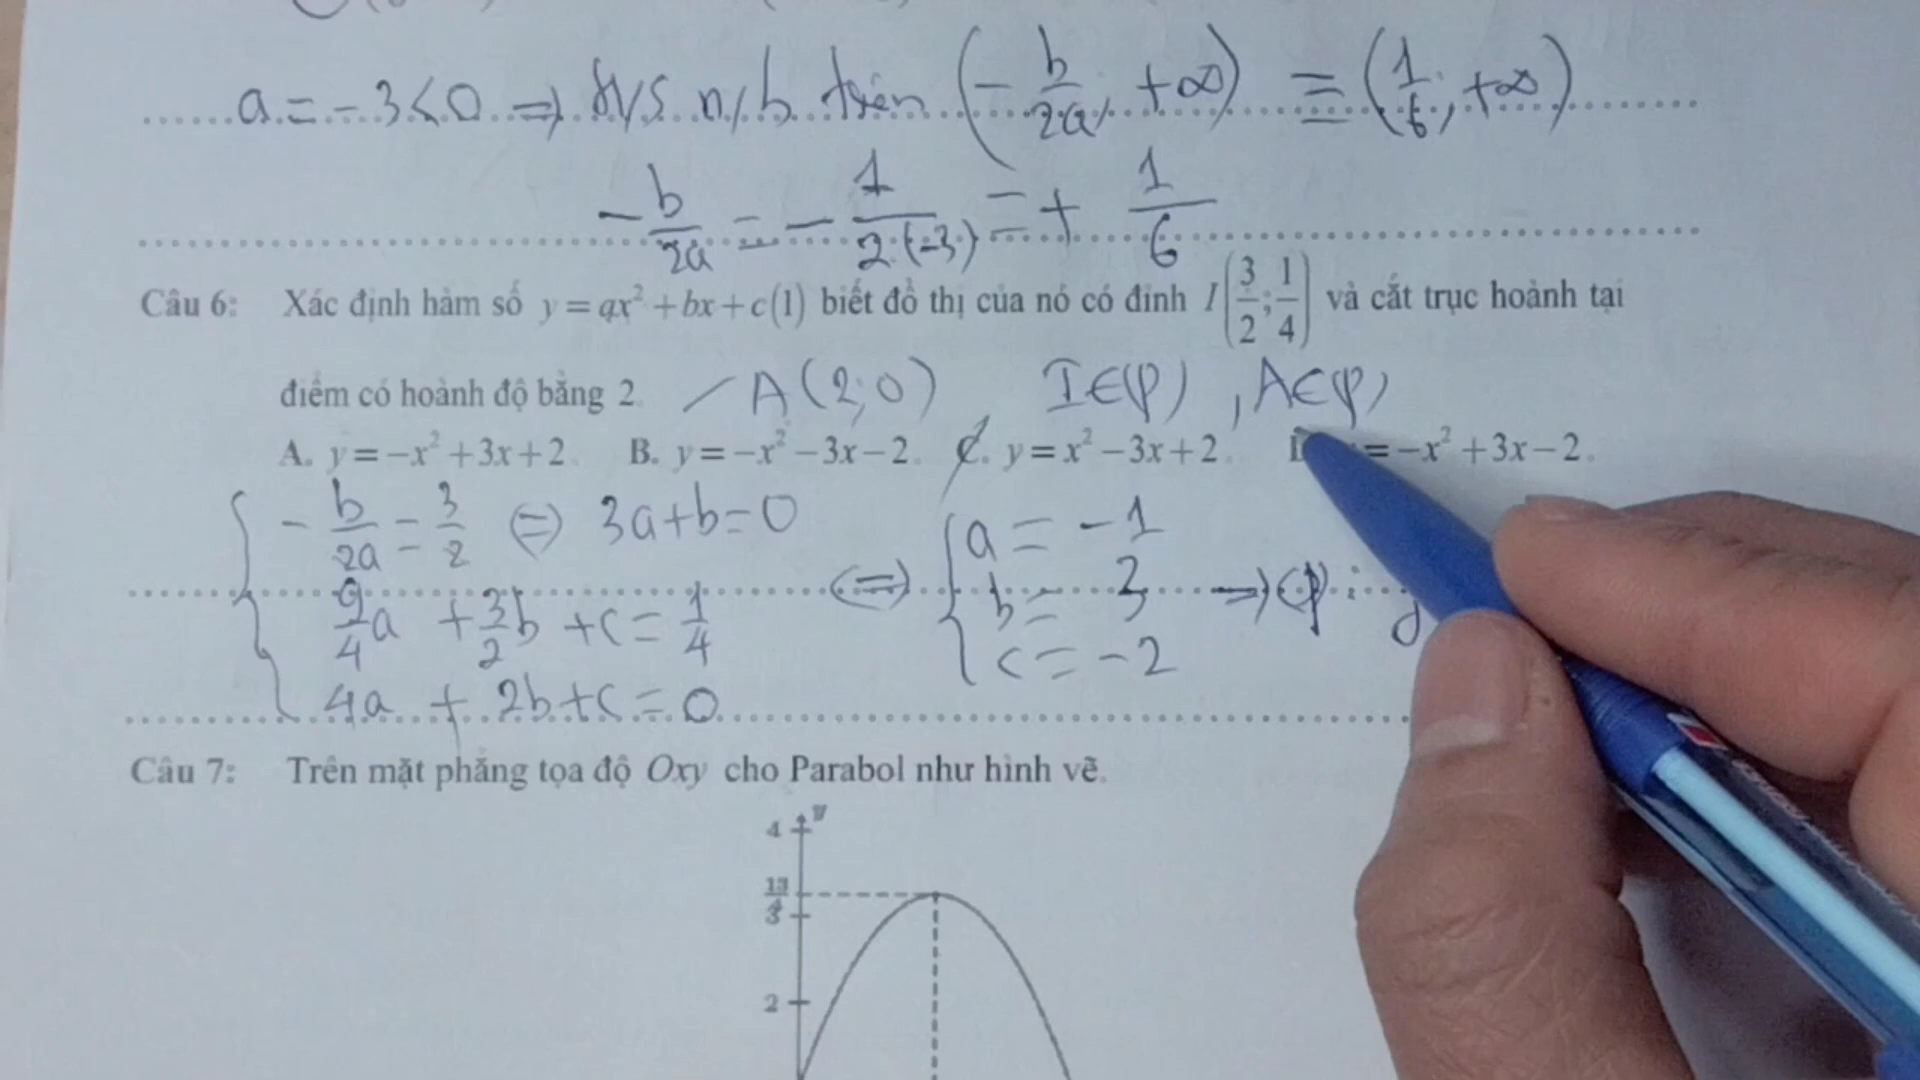 a = -3 < 0 ⇒ H/S n/b trên (-b/2a; +∞) = (1/6; +∞)
-b/2a = -1/2.(-3) = + 1/6
Câu 6: Xác định hàm số y = ax² + bx + c (1) biết đồ thị của nó có đỉnh I(3/2; 1/4) và cắt trục hoành tại
điểm có hoành độ bằng 2. A(2;0) I∈(P), A∈(P)
A. y = -x² + 3x + 2. B. y = -x² - 3x - 2. C. y = x² - 3x + 2. = -x² + 3x - 2.
-b/2a = 3/2 ⇔ 3a + b = 0
9/4a + 3/2b + c = 1/4
4a + 2b + c = 0
⇔ a = -1
b = 3 → (P): y
c = -2
Câu 7: Trên mặt phẳng tọa độ Oxy cho Parabol như hình vẽ.
y
4
13/4
3
2